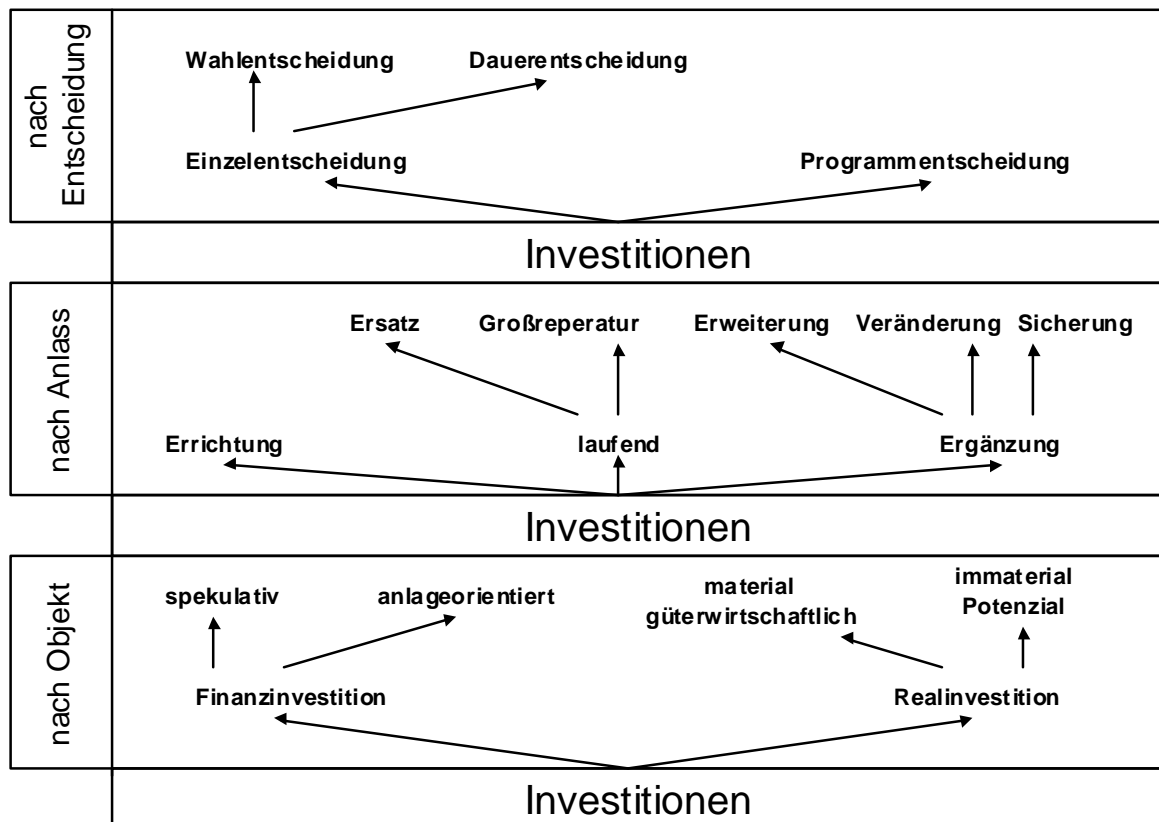 nach
Entscheidung
Wahlentscheidung Dauerentscheidung
Einzelentscheidung Programmentscheidung
Investitionen
nach Anlass
Ersatz Großreperatur Erweiterung Veränderung Sicherung
Errichtung laufend Ergänzung
Investitionen
nach Objekt
spekulativ anlageorientiert
material
güterwirtschaftlich
immaterial
Potenzial
Finanzinvestition Realinvestition
Investitionen